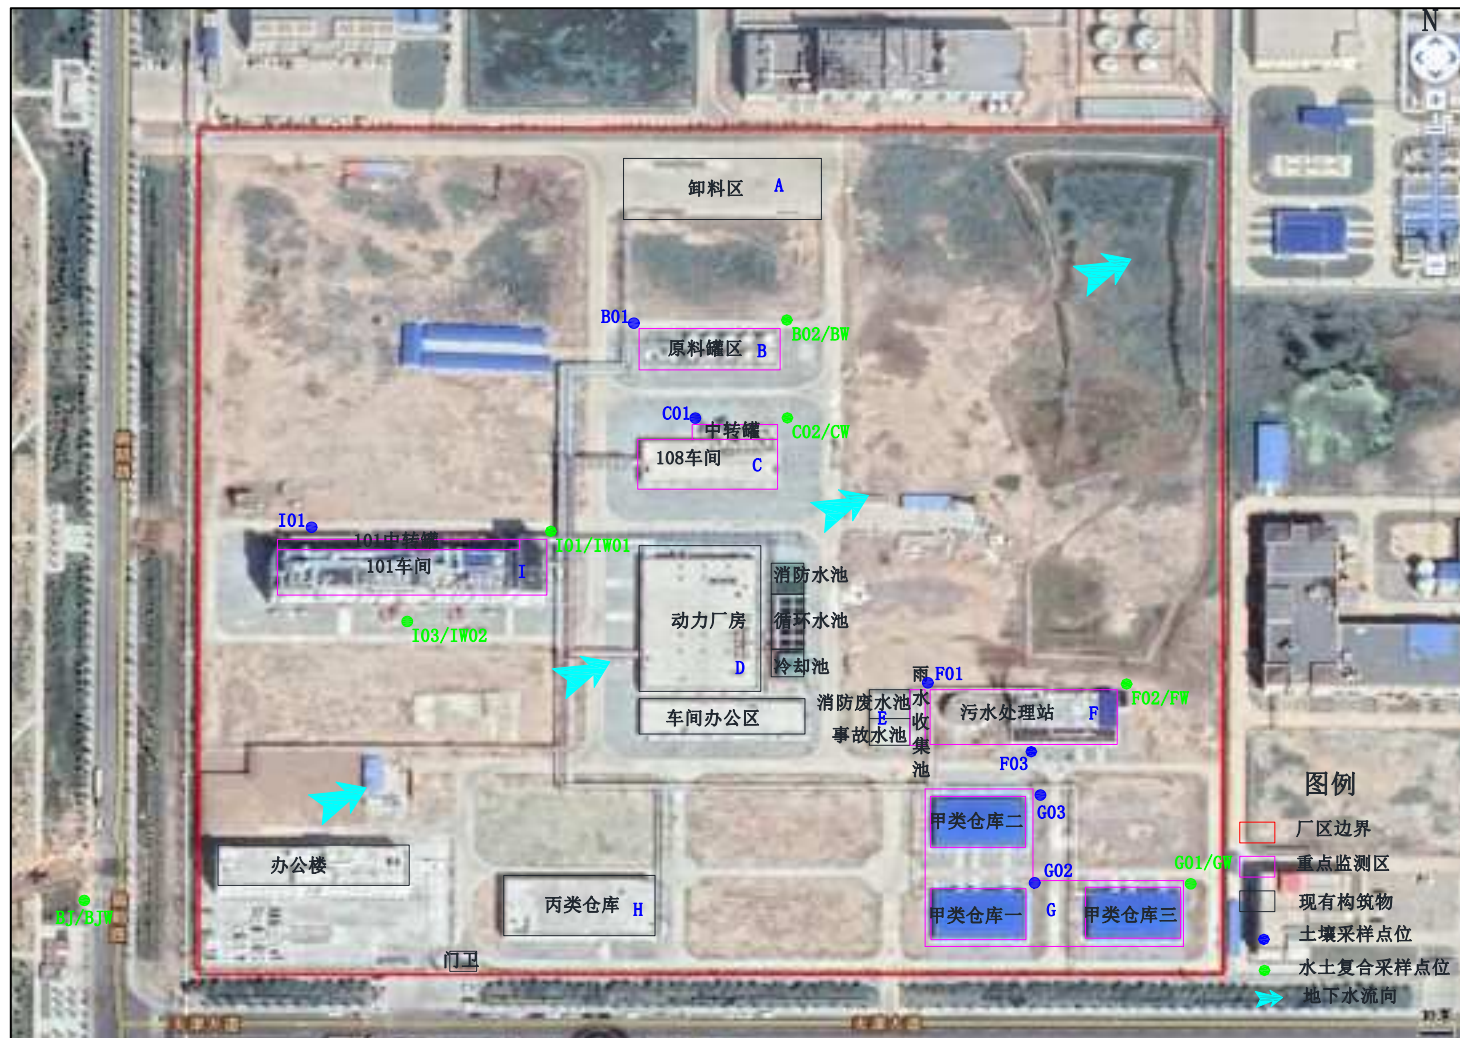 N
卸料区 A
B01
B02/BW
原料罐区 B
C01
中转罐
C02/CW
108车间 C
I01
101中转罐
I01/IW01
101车间 I
消防水池
动力厂房
循环水池
I03/IW02
D
冷却池
雨水收集池
F01
F02/FW
消防废水池
E
事故水池
污水处理站 F
车间办公区
F03
图例
甲类仓库二
G03
厂区边界
办公楼
G02
G01/GW
重点监测区
丙类仓库 H
甲类仓库一
G
甲类仓库三
现有构筑物
BJ/BJW
土壤采样点位
门卫
水土复合采样点位
地下水流向